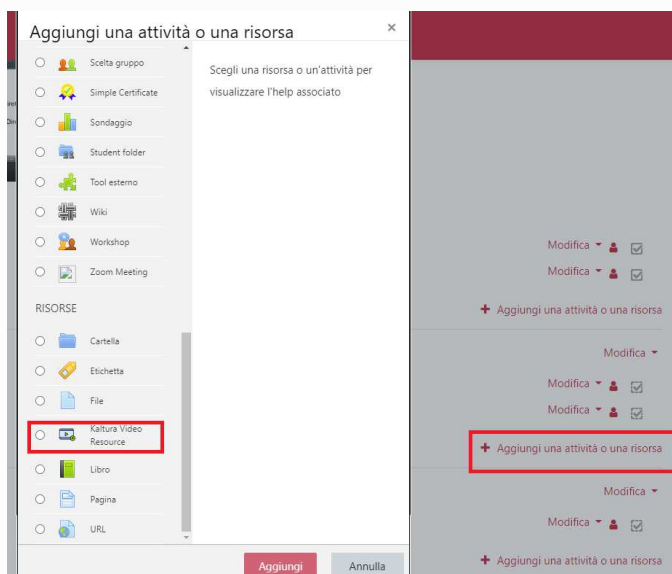 Aggiungi una attività o una risorsa
×
Scelta gruppo
Simple Certificate
Sondaggio
Student folder
Tool esterno
Wiki
Workshop
Zoom Meeting
RISORSE
Cartella
Etichetta
File
Kaltura Video
Resource
Libro
Pagina
URL
Scegli una risorsa o un'attività per
visualizzare l'help associato
Aggiungi
Annulla
Modifica
Modifica
Aggiungi una attività o una risorsa
Modifica
Modifica
Modifica
Aggiungi una attività o una risorsa
Modifica
Modifica
Aggiungi una attività o una risorsa